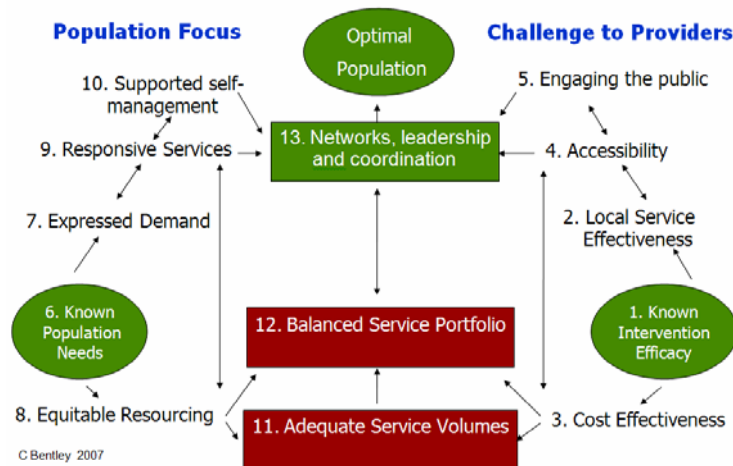 Population Focus
Optimal
Population
Challenge to Providers
10. Supported self-
management
5. Engaging the public
13. Networks, leadership
and coordination
9. Responsive Services
4. Accessibility
7. Expressed Demand
2. Local Service
Effectiveness
6. Known
Population
Needs
12. Balanced Service Portfolio
1. Known
Intervention
Efficacy
8. Equitable Resourcing
11. Adequate Service Volumes
3. Cost Effectiveness
C Bentley 2007